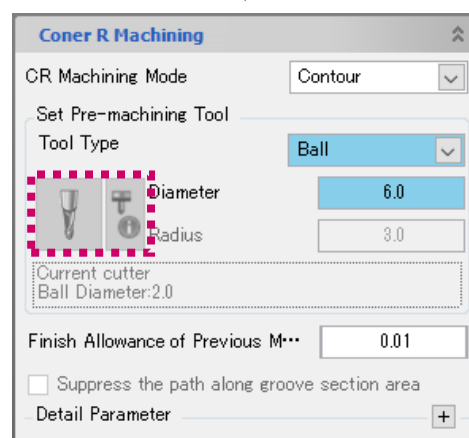 Coner R Machining
CR Machining Mode Contour
Set Pre-machining Tool
Tool Type Ball
Diameter 6.0
Radius 3.0
Current cutter
Ball Diameter:2.0
Finish Allowance of Previous M… 0.01
Suppress the path along groove section area
Detail Parameter +